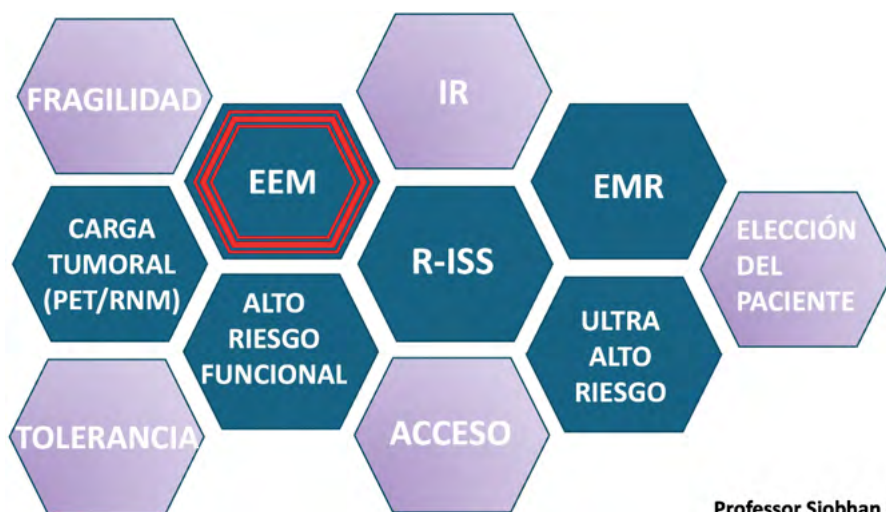 FRAGILIDAD
IR
EEM
EMR
CARGA
TUMORAL
(PET/RNM)
R-ISS
ELECCIÓN
DEL
PACIENTE
ALTO
RIESGO
FUNCIONAL
ULTRA
ALTO
RIESGO
TOLERANCIA
ACCESO
Professor Siobhan